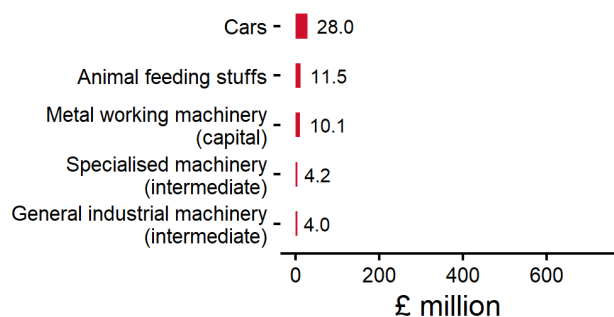 Cars 28.0
Animal feeding stuffs 11.5
Metal working machinery
(capital) 10.1
Specialised machinery
(intermediate) 4.2
General industrial machinery
(intermediate) 4.0
0 200 400 600
£ million